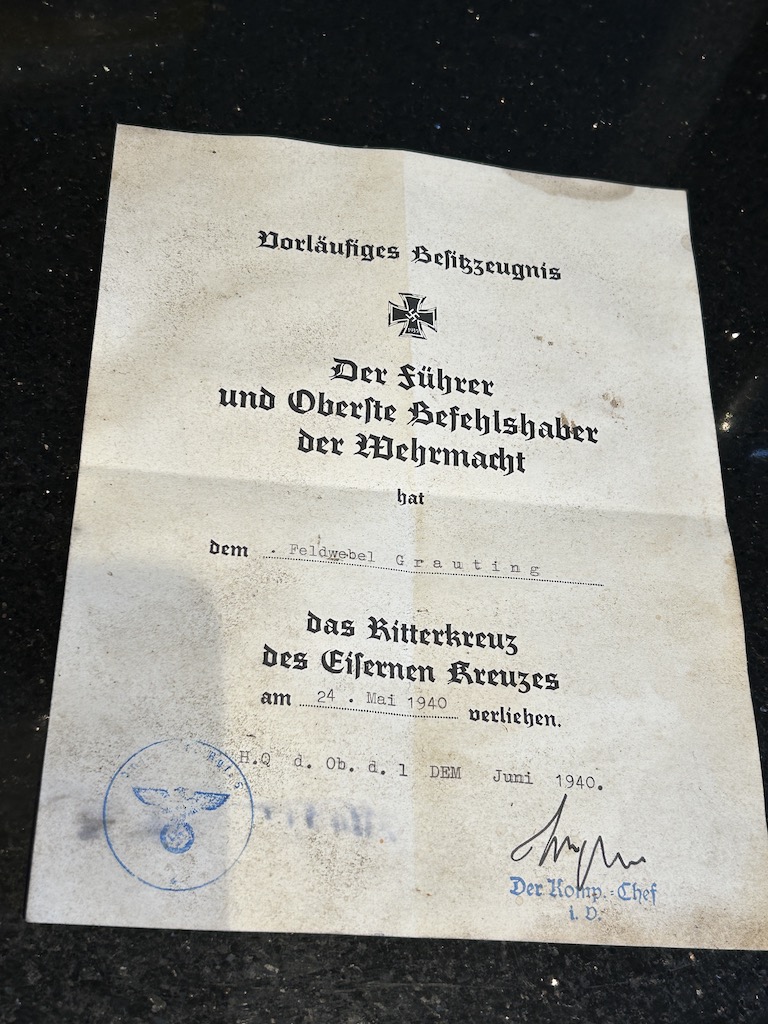 Vorläufiges Besitzzeugnis
1939
Der Führer
und Oberste Befehlshaber
der Wehrmacht
hat
dem . Feldwebel Grauting
das Ritterkreuz
des Eisernen Kreuzes
am 24 . Mai 1940 verliehen.
H.Q d. Ob. d. l DEM Juni 1940.
Der Komp.-Chef
i. V.